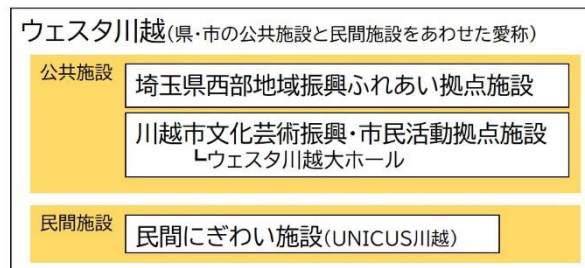 ウェスタ川越(県・市の公共施設と民間施設をあわせた愛称)
公共施設
埼玉県西部地域振興ふれあい拠点施設
川越市文化芸術振興・市民活動拠点施設
┗ウェスタ川越大ホール
民間施設
民間にぎわい施設(UNICUS川越)